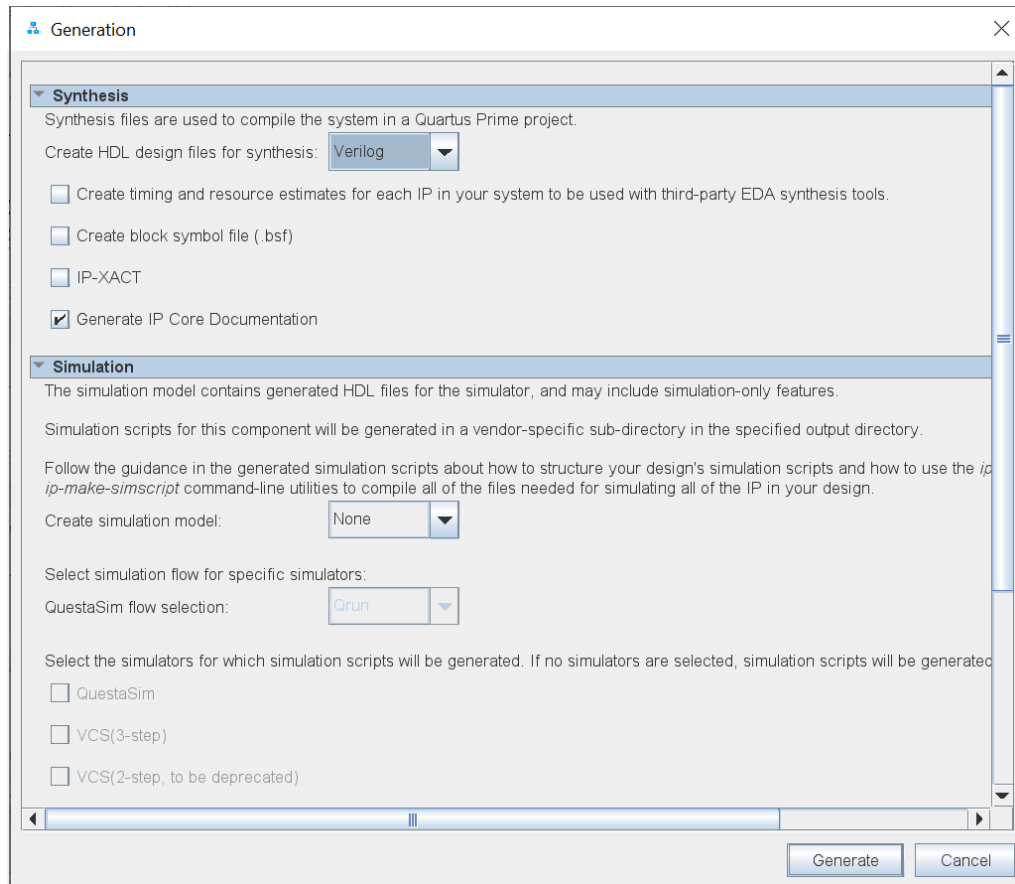 Generation
Synthesis
Synthesis files are used to compile the system in a Quartus Prime project.
Create HDL design files for synthesis: Verilog
Create timing and resource estimates for each IP in your system to be used with third-party EDA synthesis tools.
Create block symbol file (.bsf)
IP-XACT
Generate IP Core Documentation
Simulation
The simulation model contains generated HDL files for the simulator, and may include simulation-only features.
Simulation scripts for this component will be generated in a vendor-specific sub-directory in the specified output directory.
Follow the guidance in the generated simulation scripts about how to structure your design's simulation scripts and how to use the ip
ip-make-simscript command-line utilities to compile all of the files needed for simulating all of the IP in your design.
Create simulation model: None
Select simulation flow for specific simulators:
QuestaSim flow selection: Qrun
Select the simulators for which simulation scripts will be generated. If no simulators are selected, simulation scripts will be generated
QuestaSim
VCS(3-step)
VCS(2-step, to be deprecated)
Generate Cancel